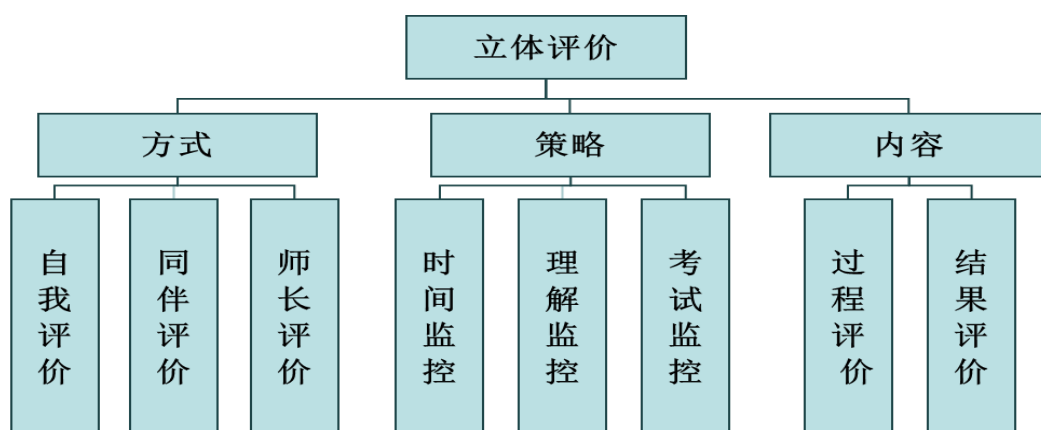 立体评价
方式
策略
内容
自我评价
同伴评价
师长评价
时间监控
理解监控
考试监控
过程评价
结果评价